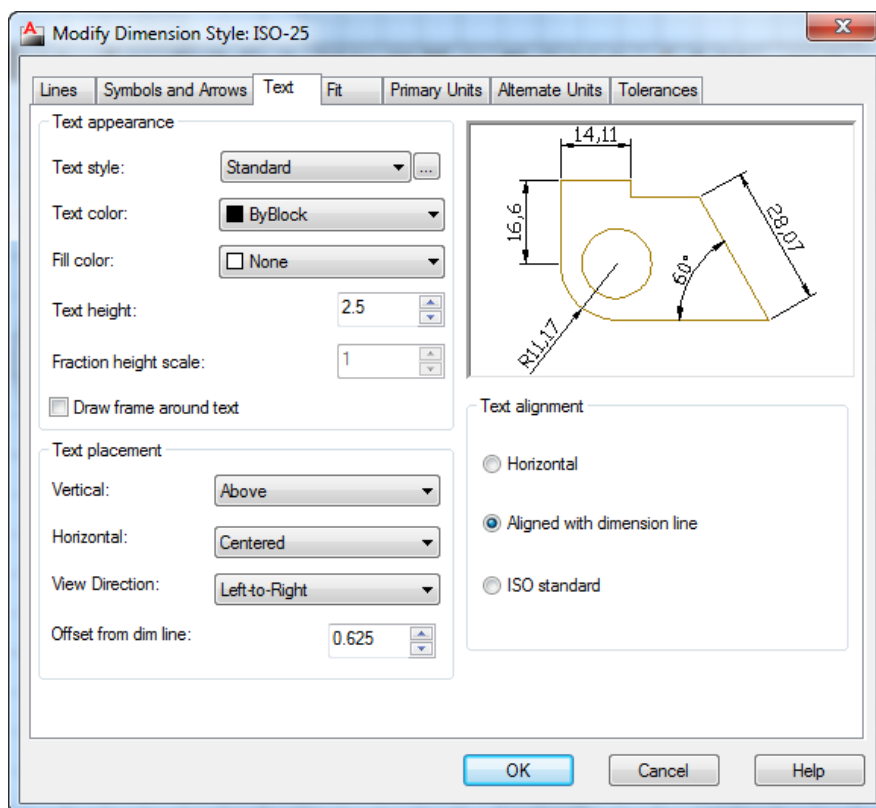 Modify Dimension Style: ISO-25
Lines Symbols and Arrows Text Fit Primary Units Alternate Units Tolerances
Text appearance
Text style: Standard ...
Text color: ByBlock
Fill color: None
Text height: 2.5
Fraction height scale: 1
Draw frame around text
Text placement
Vertical: Above
Horizontal: Centered
View Direction: Left-to-Right
Offset from dim line: 0.625
14,11
16,6
28,07
60°
R11,17
Text alignment
Horizontal
Aligned with dimension line
ISO standard
OK Cancel Help